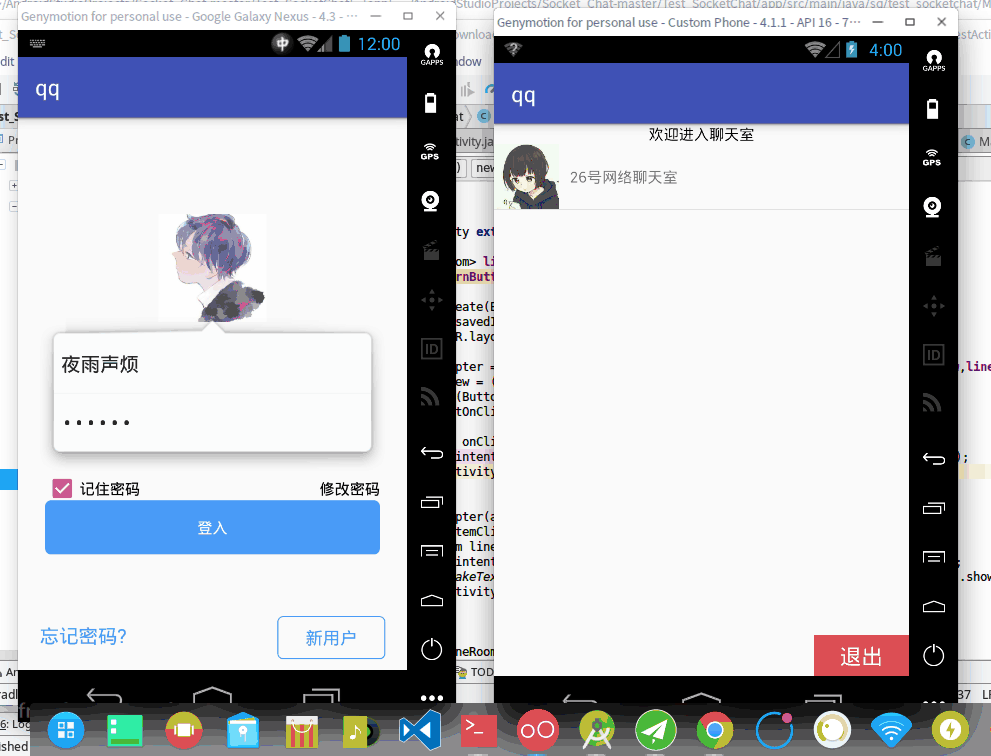 Genymotion for personal use - Google Galaxy Nexus - 4.3 - ···
中
12:00
GAPPS
qq
GPS
夜雨声烦
••••••
ID
记住密码
修改密码
登入
忘记密码?
新用户
Genymotion for personal use - Custom Phone - 4.1.1 - API 16 - 7···
4:00
GAPPS
qq
欢迎进入聊天室
26号网络聊天室
GPS
ID
退出